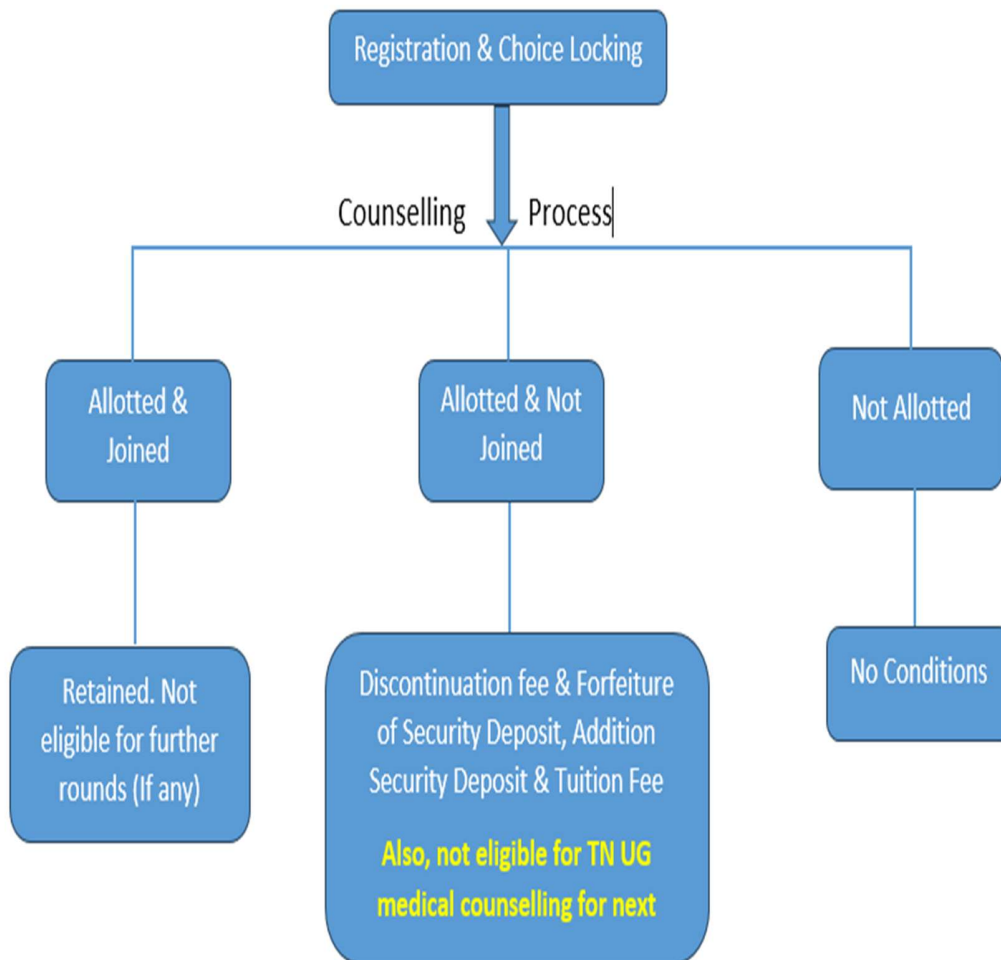 Registration & Choice Locking
Counselling Process
Allotted &
Joined
Allotted & Not
Joined
Not Allotted
Retained. Not
eligible for further
rounds (If any)
Discontinuation fee & Forfeiture
of Security Deposit, Addition
Security Deposit & Tuition Fee
Also, not eligible for TN UG
medical counselling for next
No Conditions